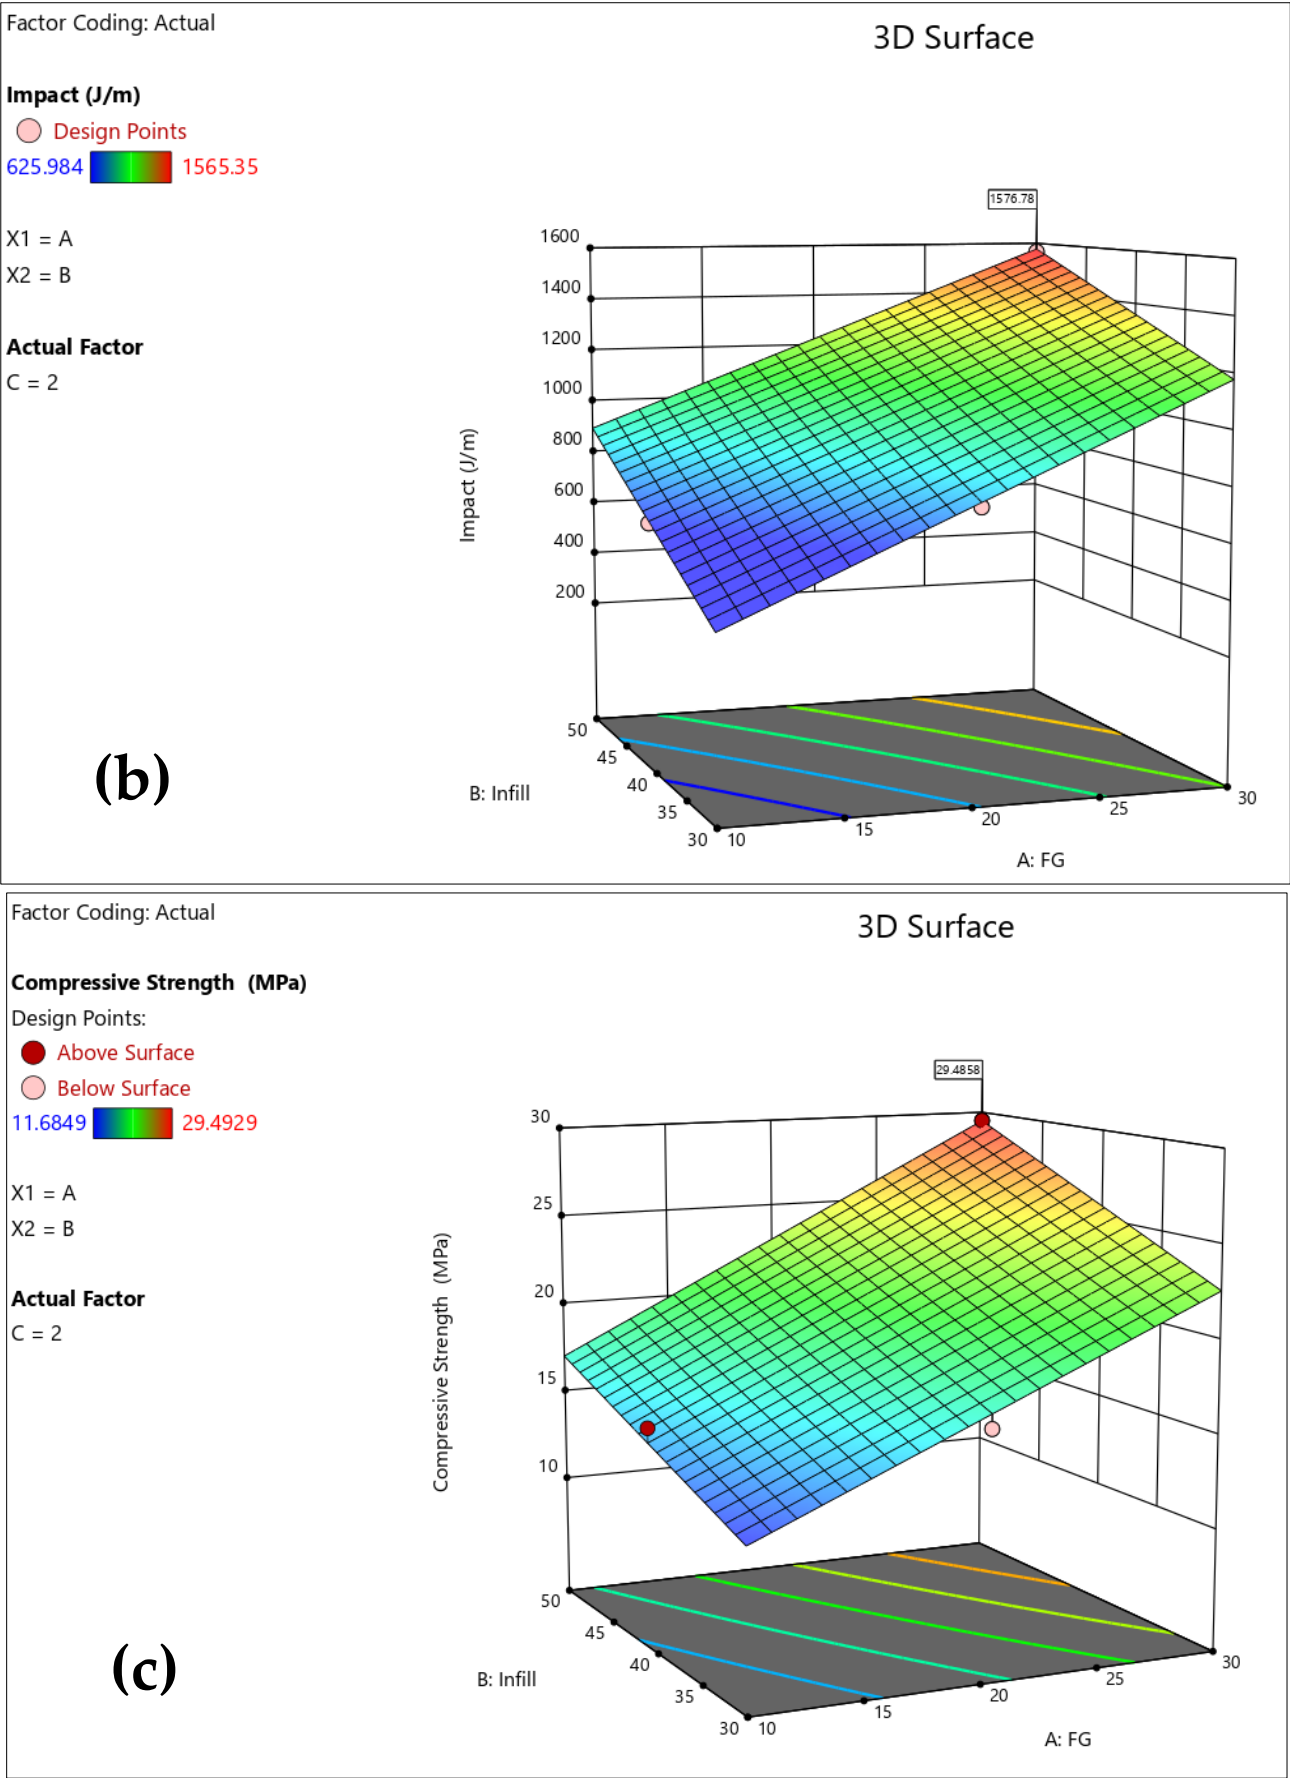 Factor Coding: Actual
3D Surface
Impact (J/m)
Design Points
625.984 1565.35
X1 = A
X2 = B
Actual Factor
C = 2
1576.78
1600
1400
1200
1000
800
600
400
200
Impact (J/m)
50
45
40
35
30
B: Infill
10
15
20
25
30
A: FG
(b)
Factor Coding: Actual
3D Surface
Compressive Strength (MPa)
Design Points:
Above Surface
Below Surface
11.6849 29.4929
X1 = A
X2 = B
Actual Factor
C = 2
29.4858
30
25
20
15
10
Compressive Strength (MPa)
50
45
40
35
30
B: Infill
10
15
20
25
30
A: FG
(c)